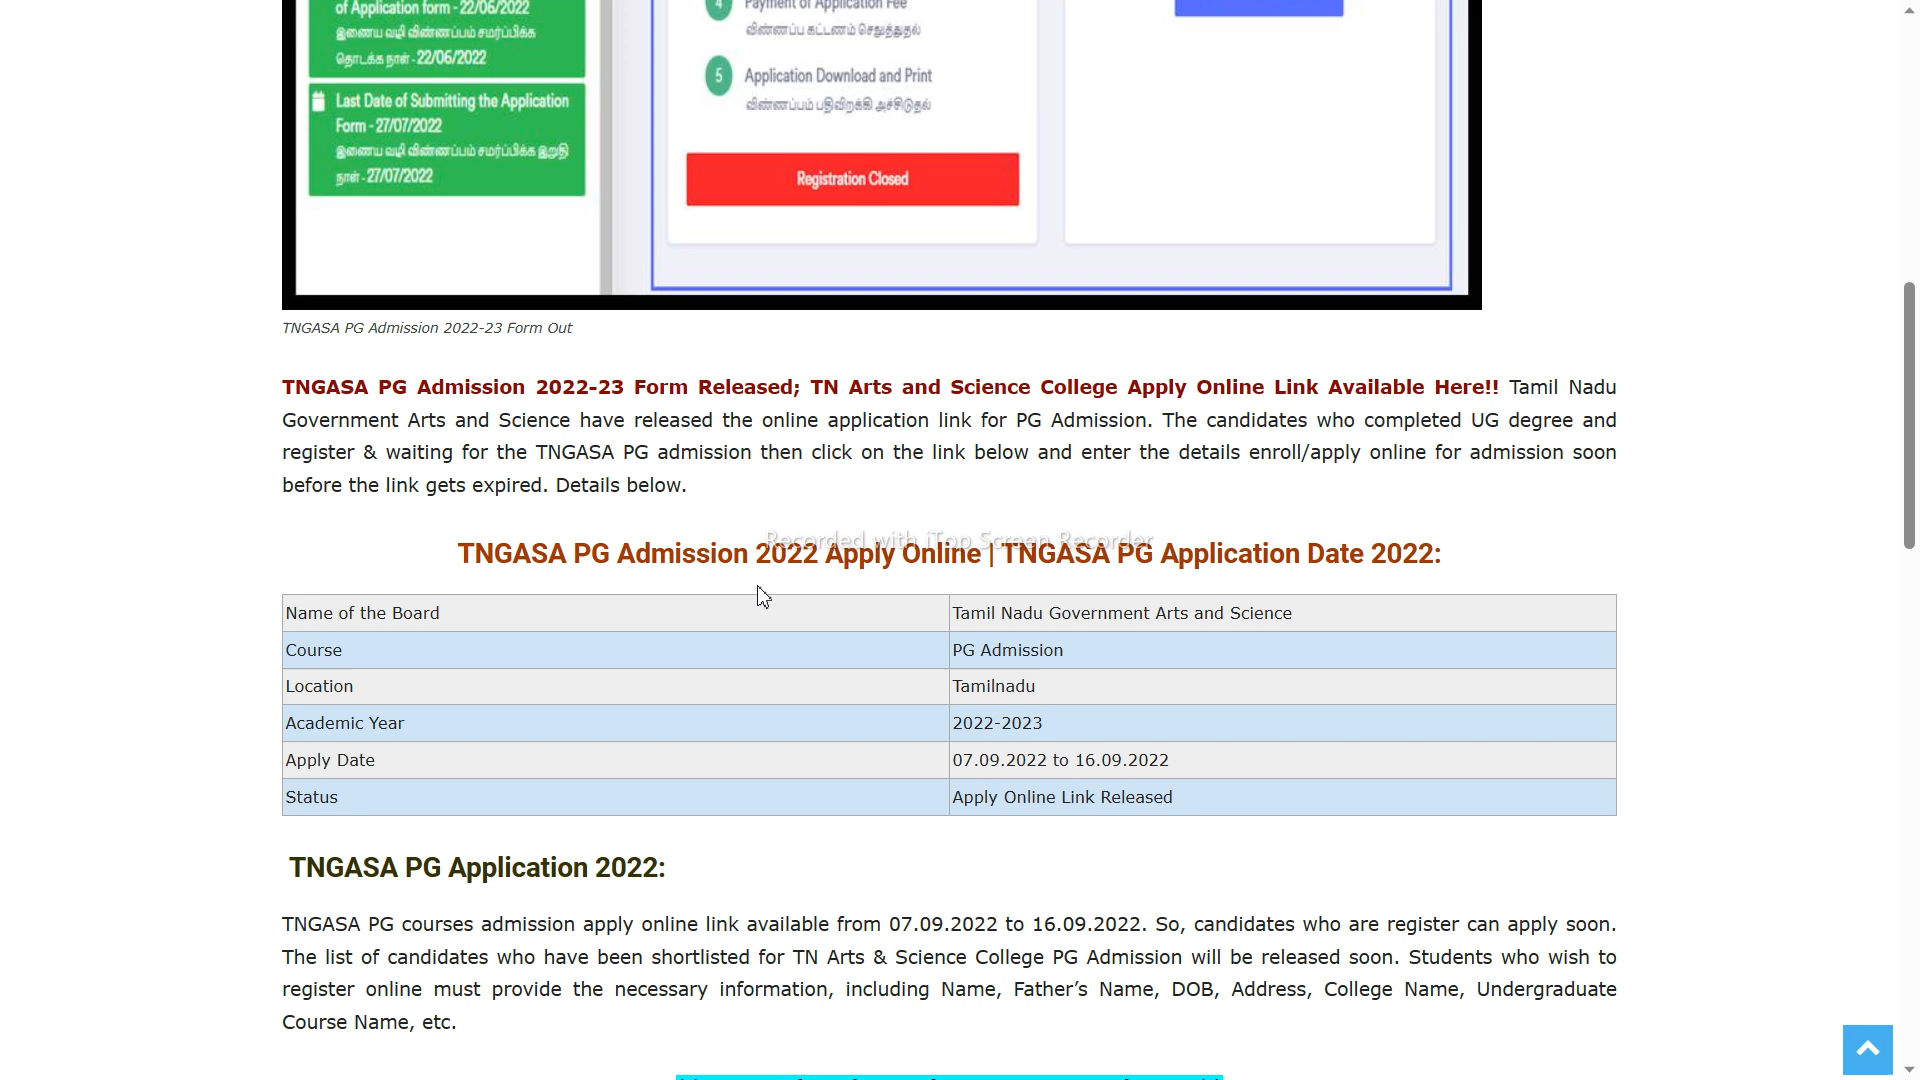 of Application form - 22/06/2022
இணைய வழி விண்ணப்பம் சமர்ப்பிக்க
தொடக்க நாள் - 22/06/2022
Last Date of Submitting the Application
Form - 27/07/2022
இணைய வழி விண்ணப்பம் சமர்ப்பிக்க இறுதி
நாள் - 27/07/2022
4 Payment of Application Fee
விண்ணப்ப கட்டணம் செலுத்துதல்
5 Application Download and Print
விண்ணப்பம் பதிவிறக்கி அச்சிடுதல்
Registration Closed
TNGASA PG Admission 2022-23 Form Out
TNGASA PG Admission 2022-23 Form Released; TN Arts and Science College Apply Online Link Available Here!! Tamil Nadu
Government Arts and Science have released the online application link for PG Admission. The candidates who completed UG degree and
register & waiting for the TNGASA PG admission then click on the link below and enter the details enroll/apply online for admission soon
before the link gets expired. Details below.
Recorded with iTop Screen Recorder
TNGASA PG Admission 2022 Apply Online | TNGASA PG Application Date 2022:
Name of the Board Tamil Nadu Government Arts and Science
Course PG Admission
Location Tamilnadu
Academic Year 2022-2023
Apply Date 07.09.2022 to 16.09.2022
Status Apply Online Link Released
TNGASA PG Application 2022:
TNGASA PG courses admission apply online link available from 07.09.2022 to 16.09.2022. So, candidates who are register can apply soon.
The list of candidates who have been shortlisted for TN Arts & Science College PG Admission will be released soon. Students who wish to
register online must provide the necessary information, including Name, Father’s Name, DOB, Address, College Name, Undergraduate
Course Name, etc.